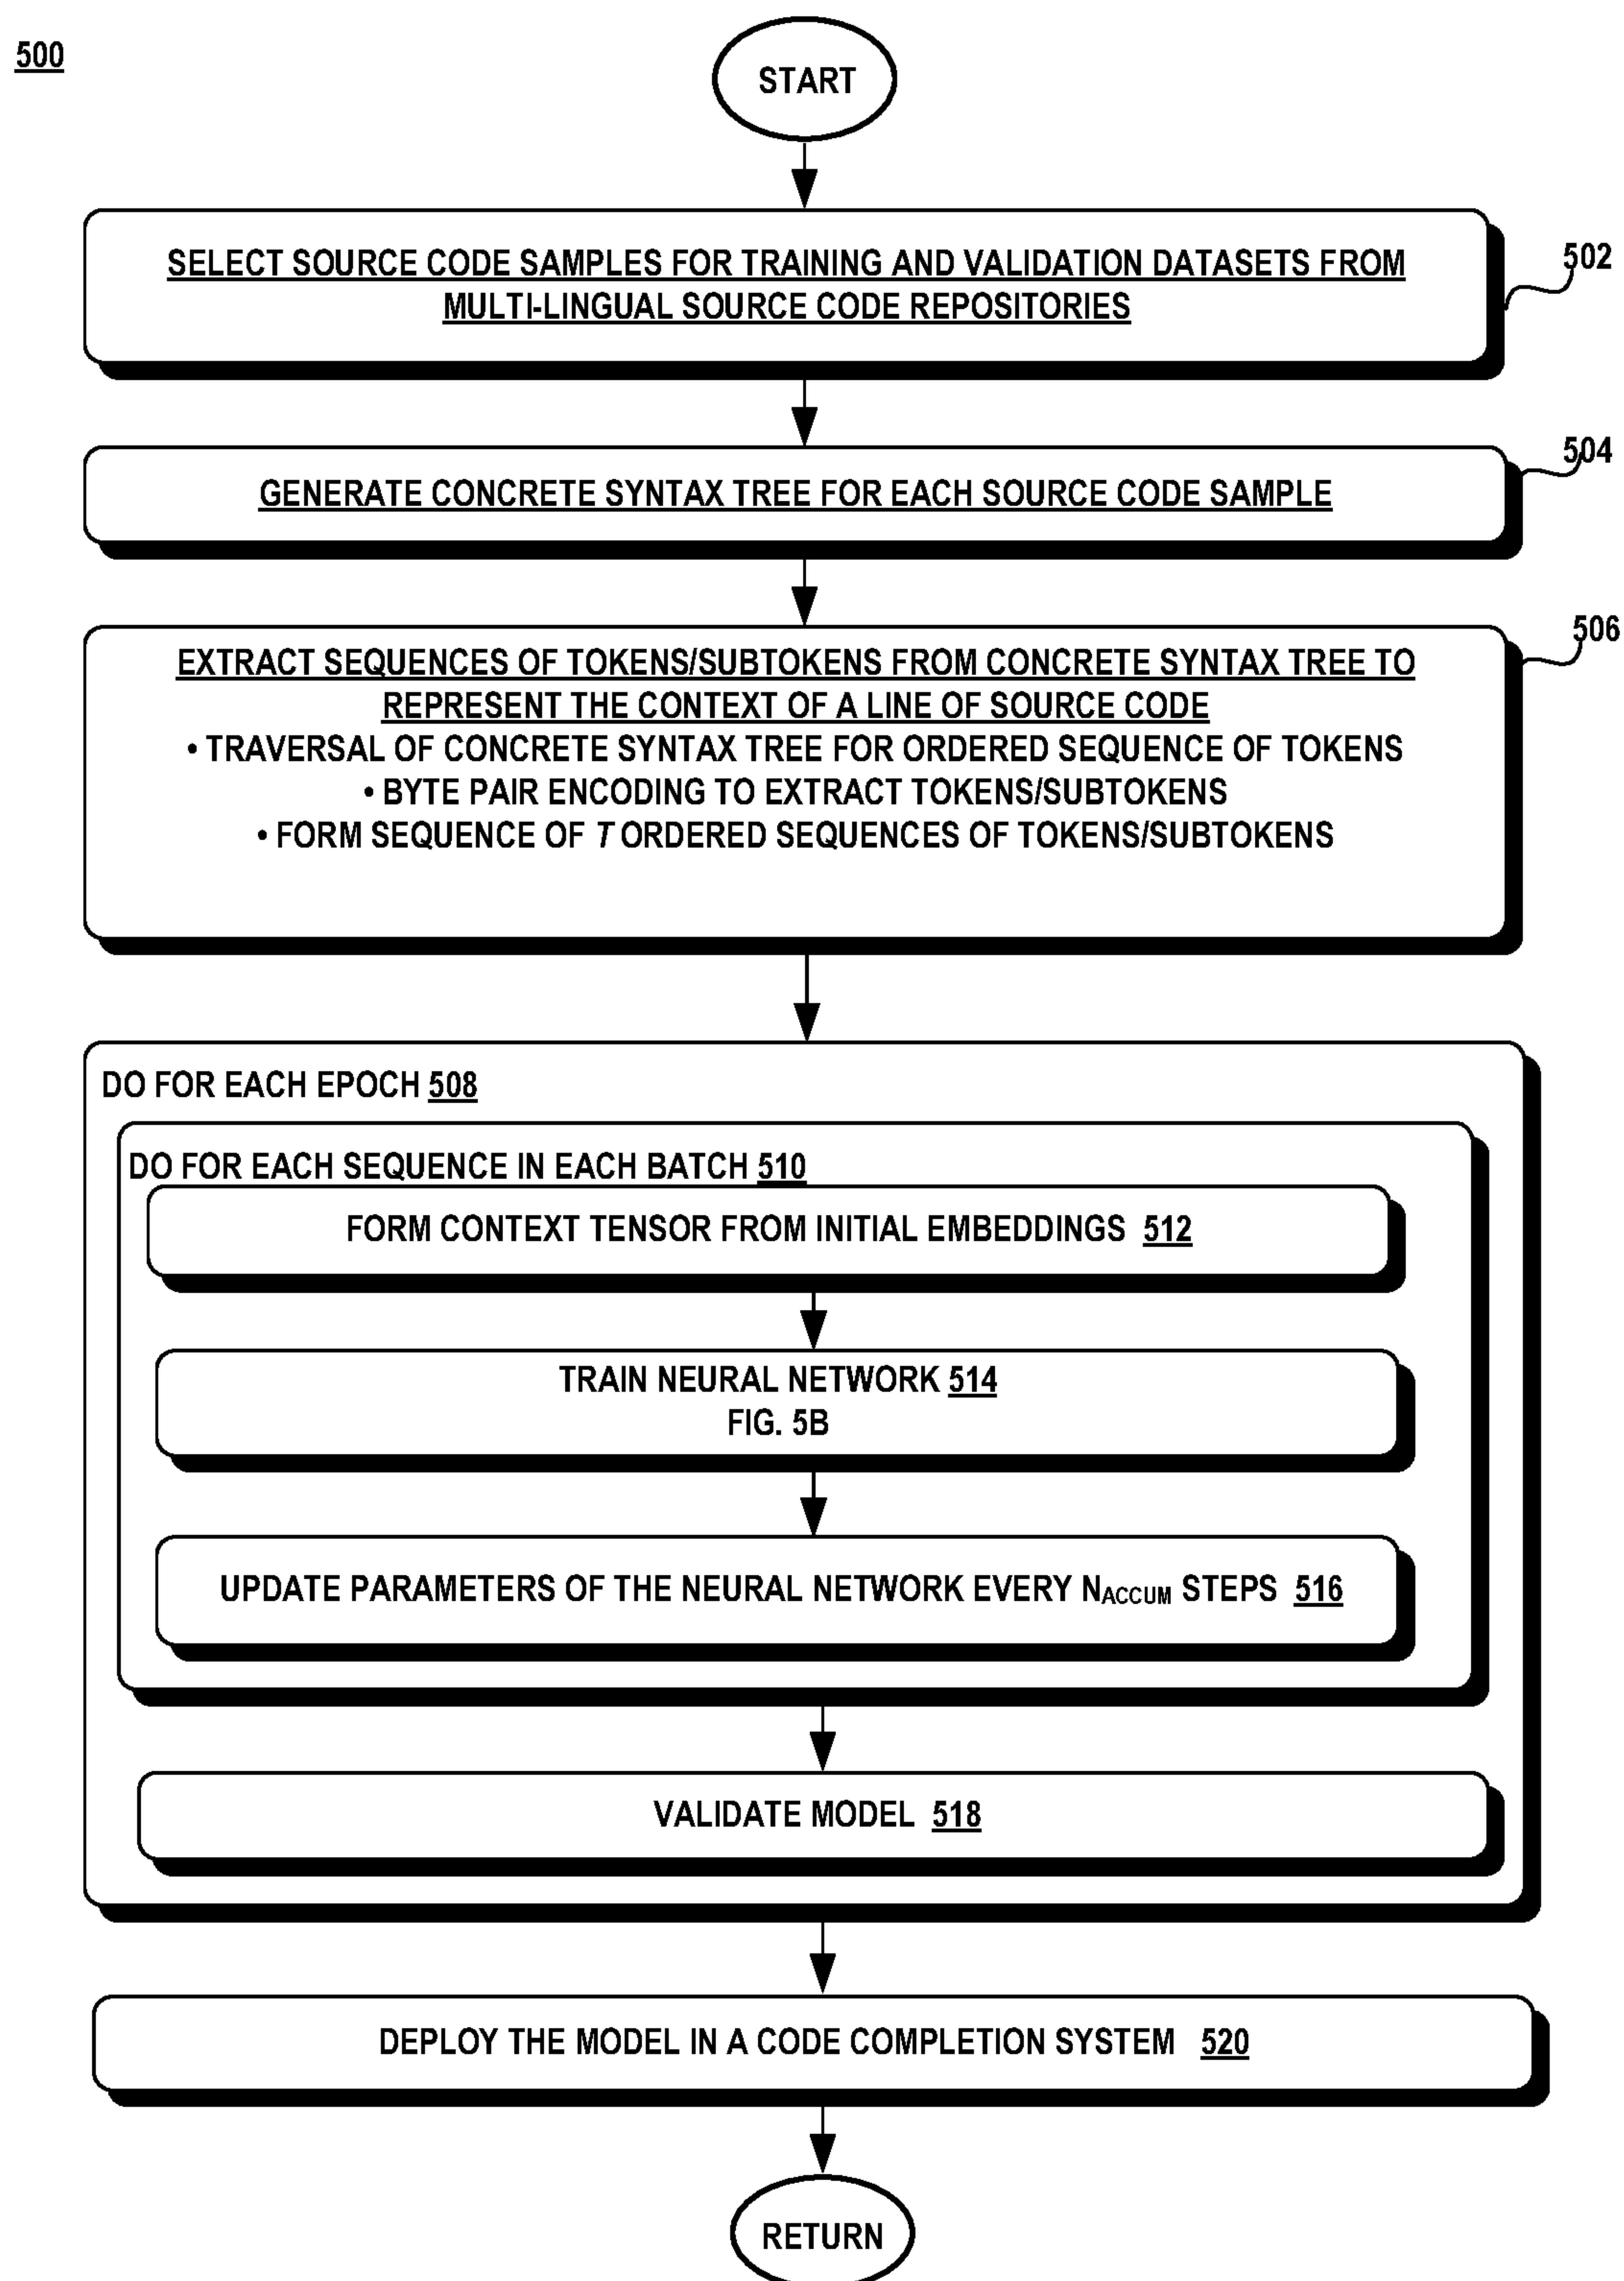 500
START
SELECT SOURCE CODE SAMPLES FOR TRAINING AND VALIDATION DATASETS FROM
MULTI-LINGUAL SOURCE CODE REPOSITORIES
502
GENERATE CONCRETE SYNTAX TREE FOR EACH SOURCE CODE SAMPLE
504
EXTRACT SEQUENCES OF TOKENS/SUBTOKENS FROM CONCRETE SYNTAX TREE TO
REPRESENT THE CONTEXT OF A LINE OF SOURCE CODE
• TRAVERSAL OF CONCRETE SYNTAX TREE FOR ORDERED SEQUENCE OF TOKENS
• BYTE PAIR ENCODING TO EXTRACT TOKENS/SUBTOKENS
• FORM SEQUENCE OF T ORDERED SEQUENCES OF TOKENS/SUBTOKENS
506
DO FOR EACH EPOCH 508
DO FOR EACH SEQUENCE IN EACH BATCH 510
FORM CONTEXT TENSOR FROM INITIAL EMBEDDINGS 512
TRAIN NEURAL NETWORK 514
FIG. 5B
UPDATE PARAMETERS OF THE NEURAL NETWORK EVERY NACCUM STEPS 516
VALIDATE MODEL 518
DEPLOY THE MODEL IN A CODE COMPLETION SYSTEM 520
RETURN